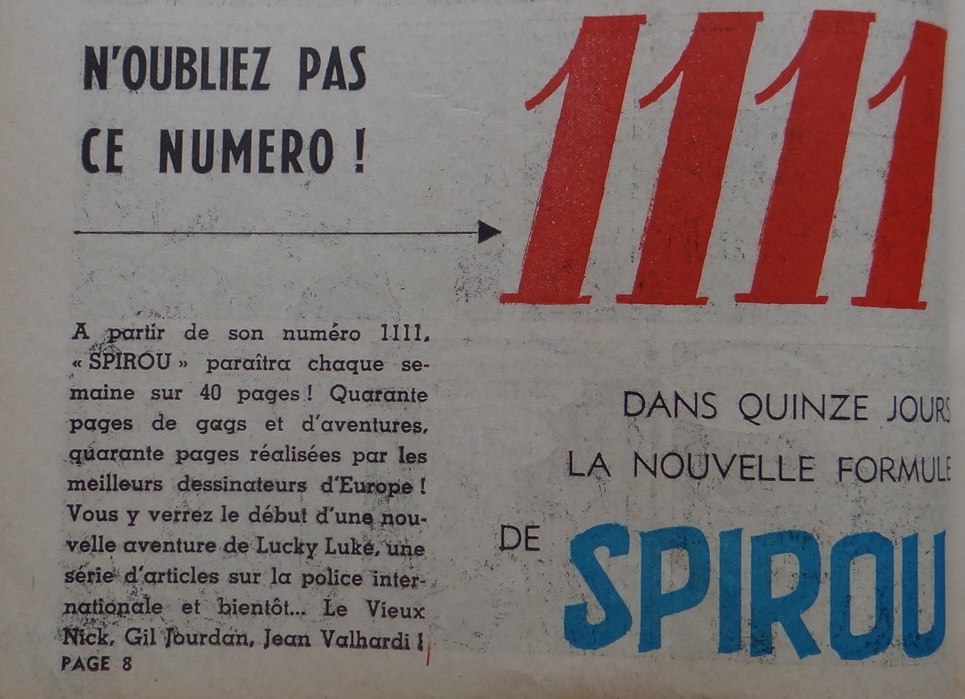 N'OUBLIEZ PAS
CE NUMERO !
1111
A partir de son numéro 1111,
« SPIROU » paraîtra chaque se-
maine sur 40 pages ! Quarante
pages de gags et d'aventures,
quarante pages réalisées par les
meilleurs dessinateurs d'Europe !
Vous y verrez le début d'une nou-
velle aventure de Lucky Luke, une
série d'articles sur la police inter-
nationale et bientôt... Le Vieux
Nick, Gil Jourdan, Jean Valhardi !
PAGE 8
DANS QUINZE JOURS
LA NOUVELLE FORMULE
DE SPIROU